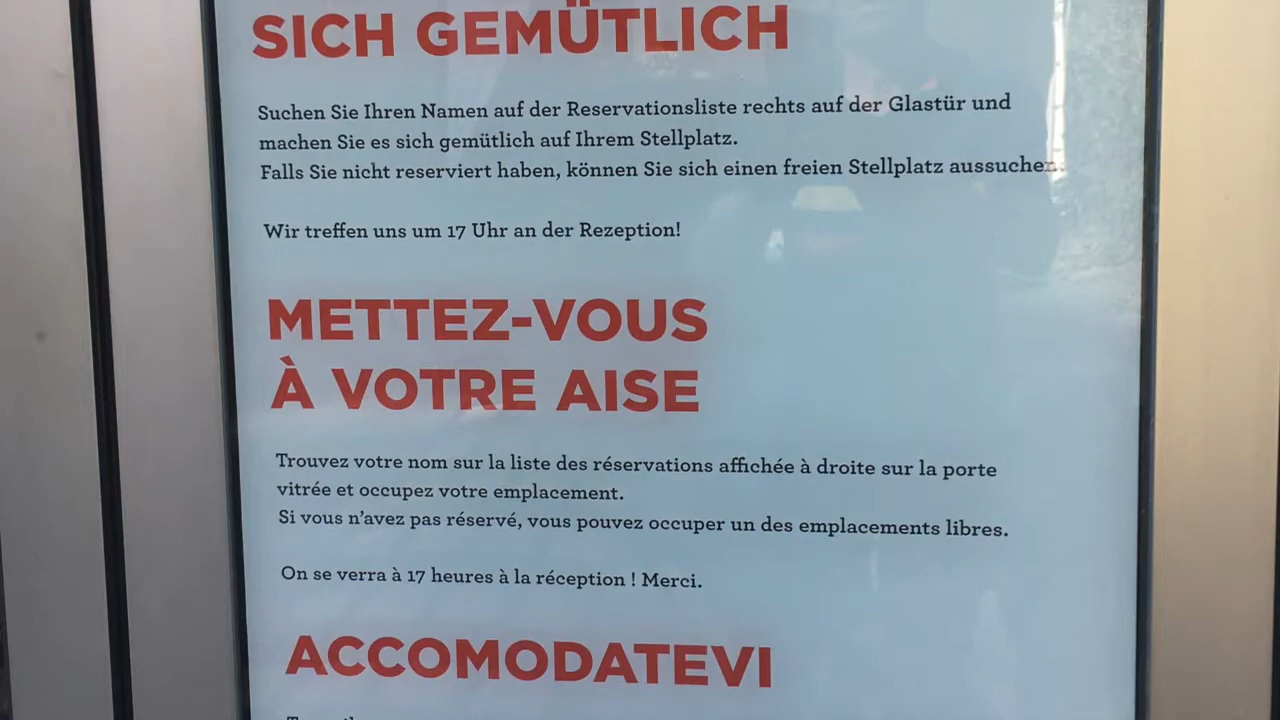 SICH GEMÜTLICH
Suchen Sie Ihren Namen auf der Reservationsliste rechts auf der Glastür und
machen Sie es sich gemütlich auf Ihrem Stellplatz.
Falls Sie nicht reserviert haben, können Sie sich einen freien Stellplatz aussuchen.
Wir treffen uns um 17 Uhr an der Rezeption!
METTEZ-VOUS
À VOTRE AISE
Trouvez votre nom sur la liste des réservations affichée à droite sur la porte
vitrée et occupez votre emplacement.
Si vous n’avez pas réservé, vous pouvez occuper un des emplacements libres.
On se verra à 17 heures à la réception ! Merci.
ACCOMODATEVI